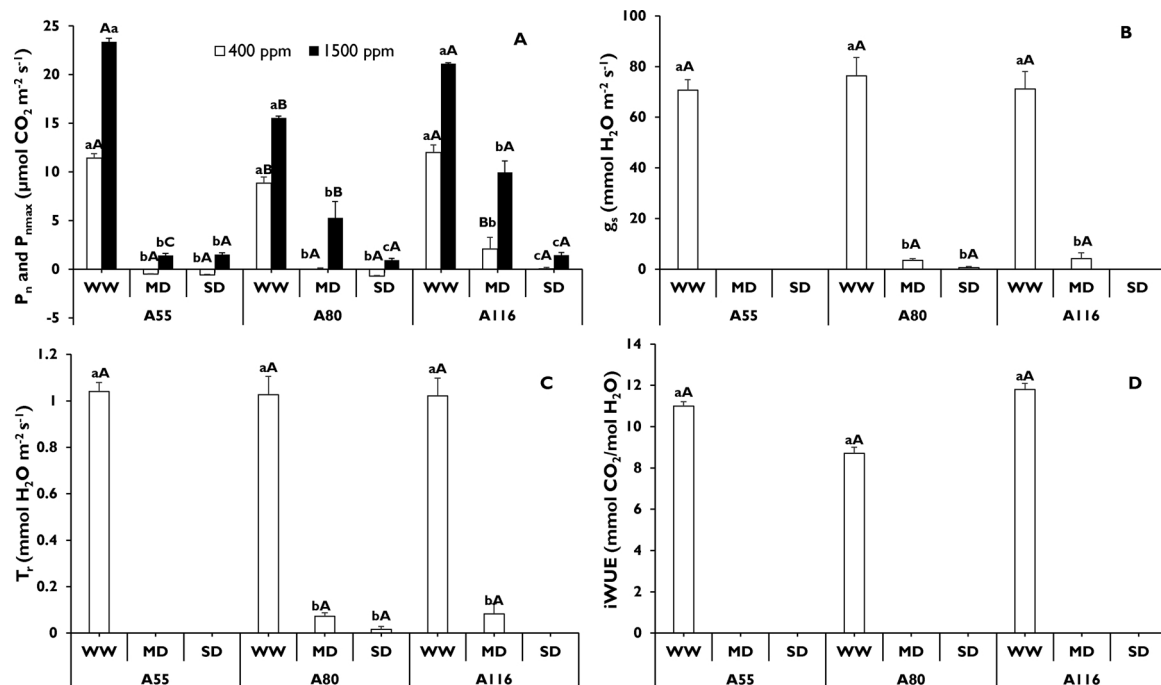 A
400 ppm 1500 ppm
Pn and Pnmax (µmol CO2 m-2 s-1)
25
20
15
10
5
0
-5
Aa
aA
bA
bC
bA
bA
aB
aB
bA
bB
bA
cA
aA
aA
Bb
bA
cA
cA
WW MD SD WW MD SD WW MD SD
A55 A80 A116
B
gs (mmol H2O m-2 s-1)
100
80
60
40
20
0
aA
aA
bA
bA
aA
bA
WW MD SD WW MD SD WW MD SD
A55 A80 A116
C
Tr (mmol H2O m-2 s-1)
1.2
1
0.8
0.6
0.4
0.2
0
aA
aA
bA
bA
aA
bA
WW MD SD WW MD SD WW MD SD
A55 A80 A116
D
iWUE (mmol CO2/mol H2O)
14
12
10
8
6
4
2
0
aA
aA
aA
WW MD SD WW MD SD WW MD SD
A55 A80 A116